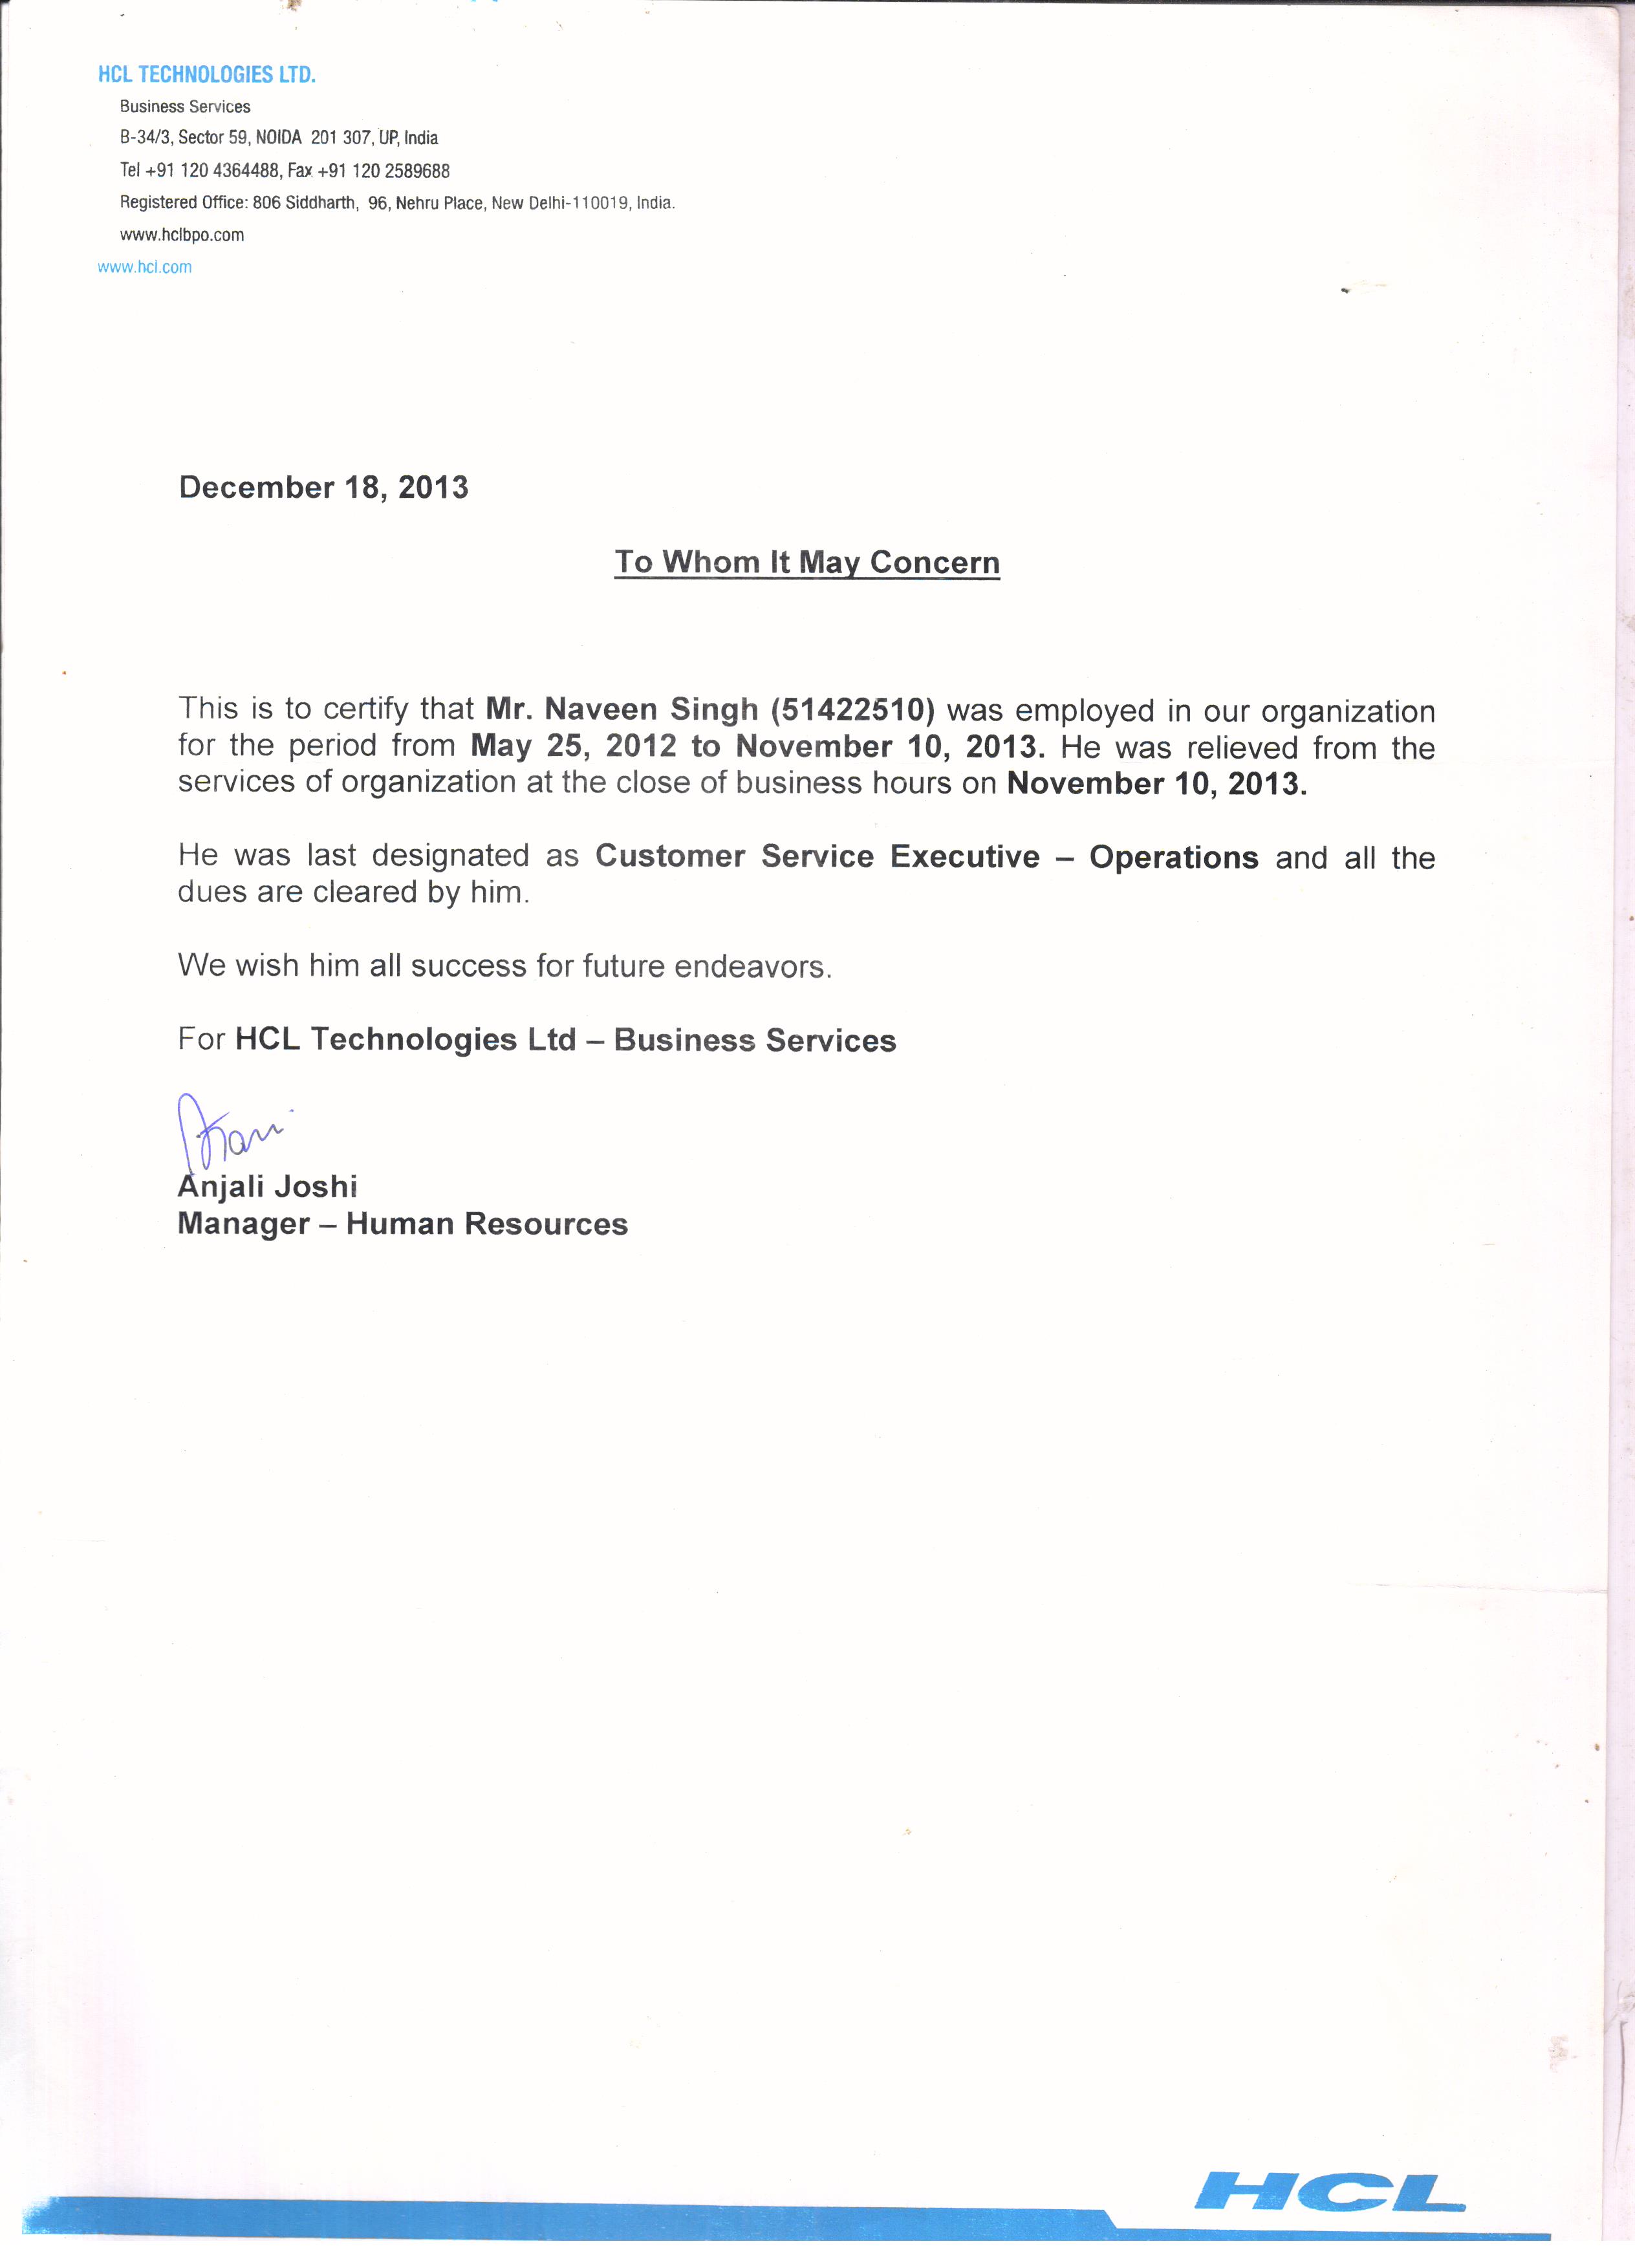 HCL TECHNOLOGIES LTD.
Business Services
B-34/3, Sector 59, NOIDA 201 307, UP, India
Tel +91 120 4364488, Fax +91 120 2589688
Registered Office: 806 Siddharth, 96, Nehru Place, New Delhi-110019, India.
www.hclbpo.com
www.hcl.com
December 18, 2013
To Whom It May Concern
This is to certify that Mr. Naveen Singh (51422510) was employed in our organization
for the period from May 25, 2012 to November 10, 2013. He was relieved from the
services of organization at the close of business hours on November 10, 2013.
He was last designated as Customer Service Executive – Operations and all the
dues are cleared by him.
We wish him all success for future endeavors.
For HCL Technologies Ltd – Business Services
Anjali Joshi
Manager – Human Resources
HCL